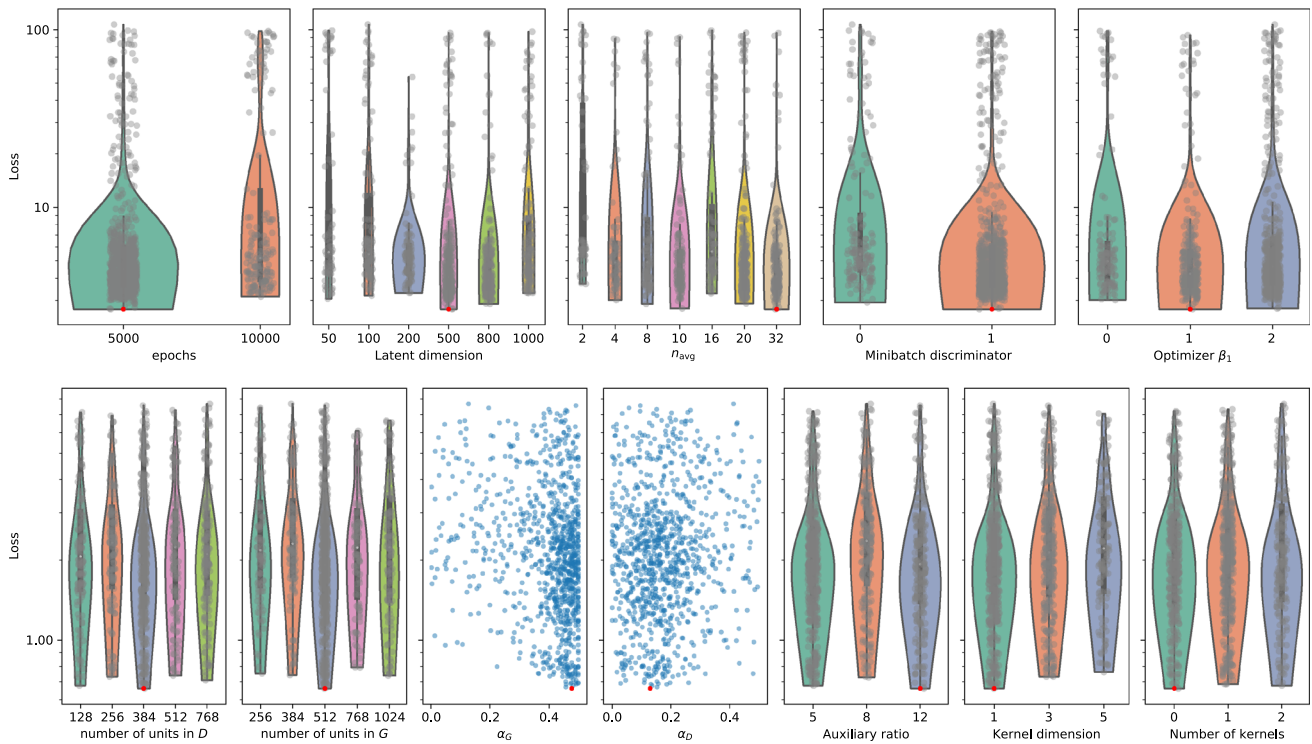 100
10
Loss
5000 10000
epochs
50 100 200 500 800 1000
Latent dimension
2 4 8 10 16 20 32
n_avg
0 1
Minibatch discriminator
0 1 2
Optimizer β₁
1.00
Loss
128 256 384 512 768
number of units in D
256 384 512 768 1024
number of units in G
0.0 0.2 0.4
α_G
0.0 0.2 0.4
α_D
5 8 12
Auxiliary ratio
1 3 5
Kernel dimension
0 1 2
Number of kernels